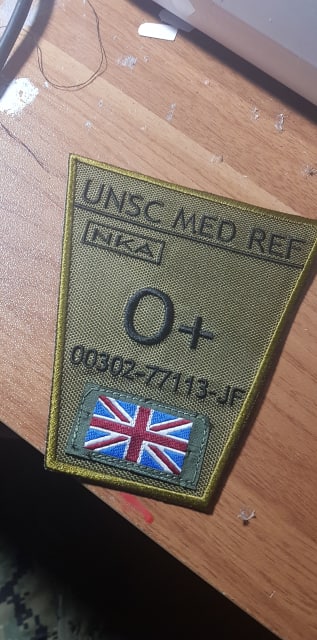 UNSC MED REF
NKA
O+
00302-77113-JF